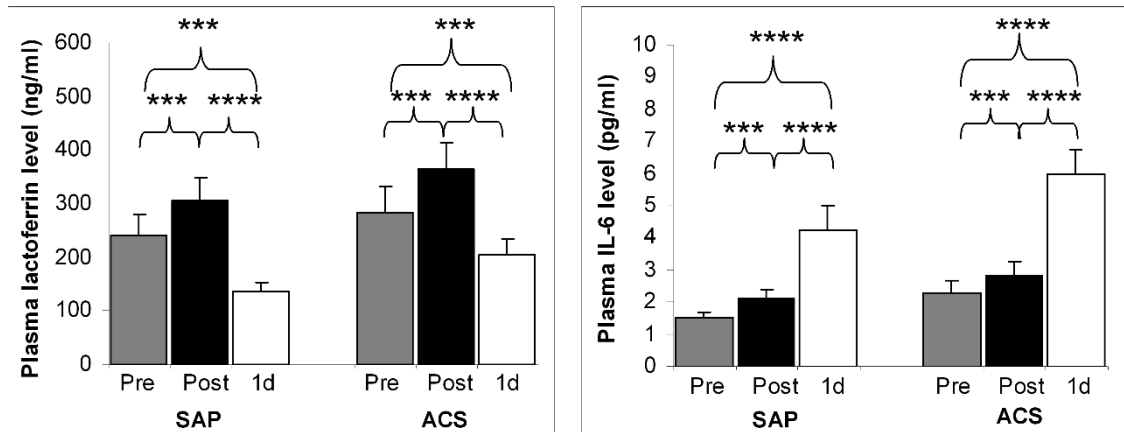 Plasma lactoferrin level (ng/ml)
600
500
400
300
200
100
0
***
***
***
****
***
****
Pre
Post
1d
Pre
Post
1d
SAP
ACS
Plasma IL-6 level (pg/ml)
10
9
8
7
6
5
4
3
2
1
0
****
****
***
****
***
****
Pre
Post
1d
Pre
Post
1d
SAP
ACS